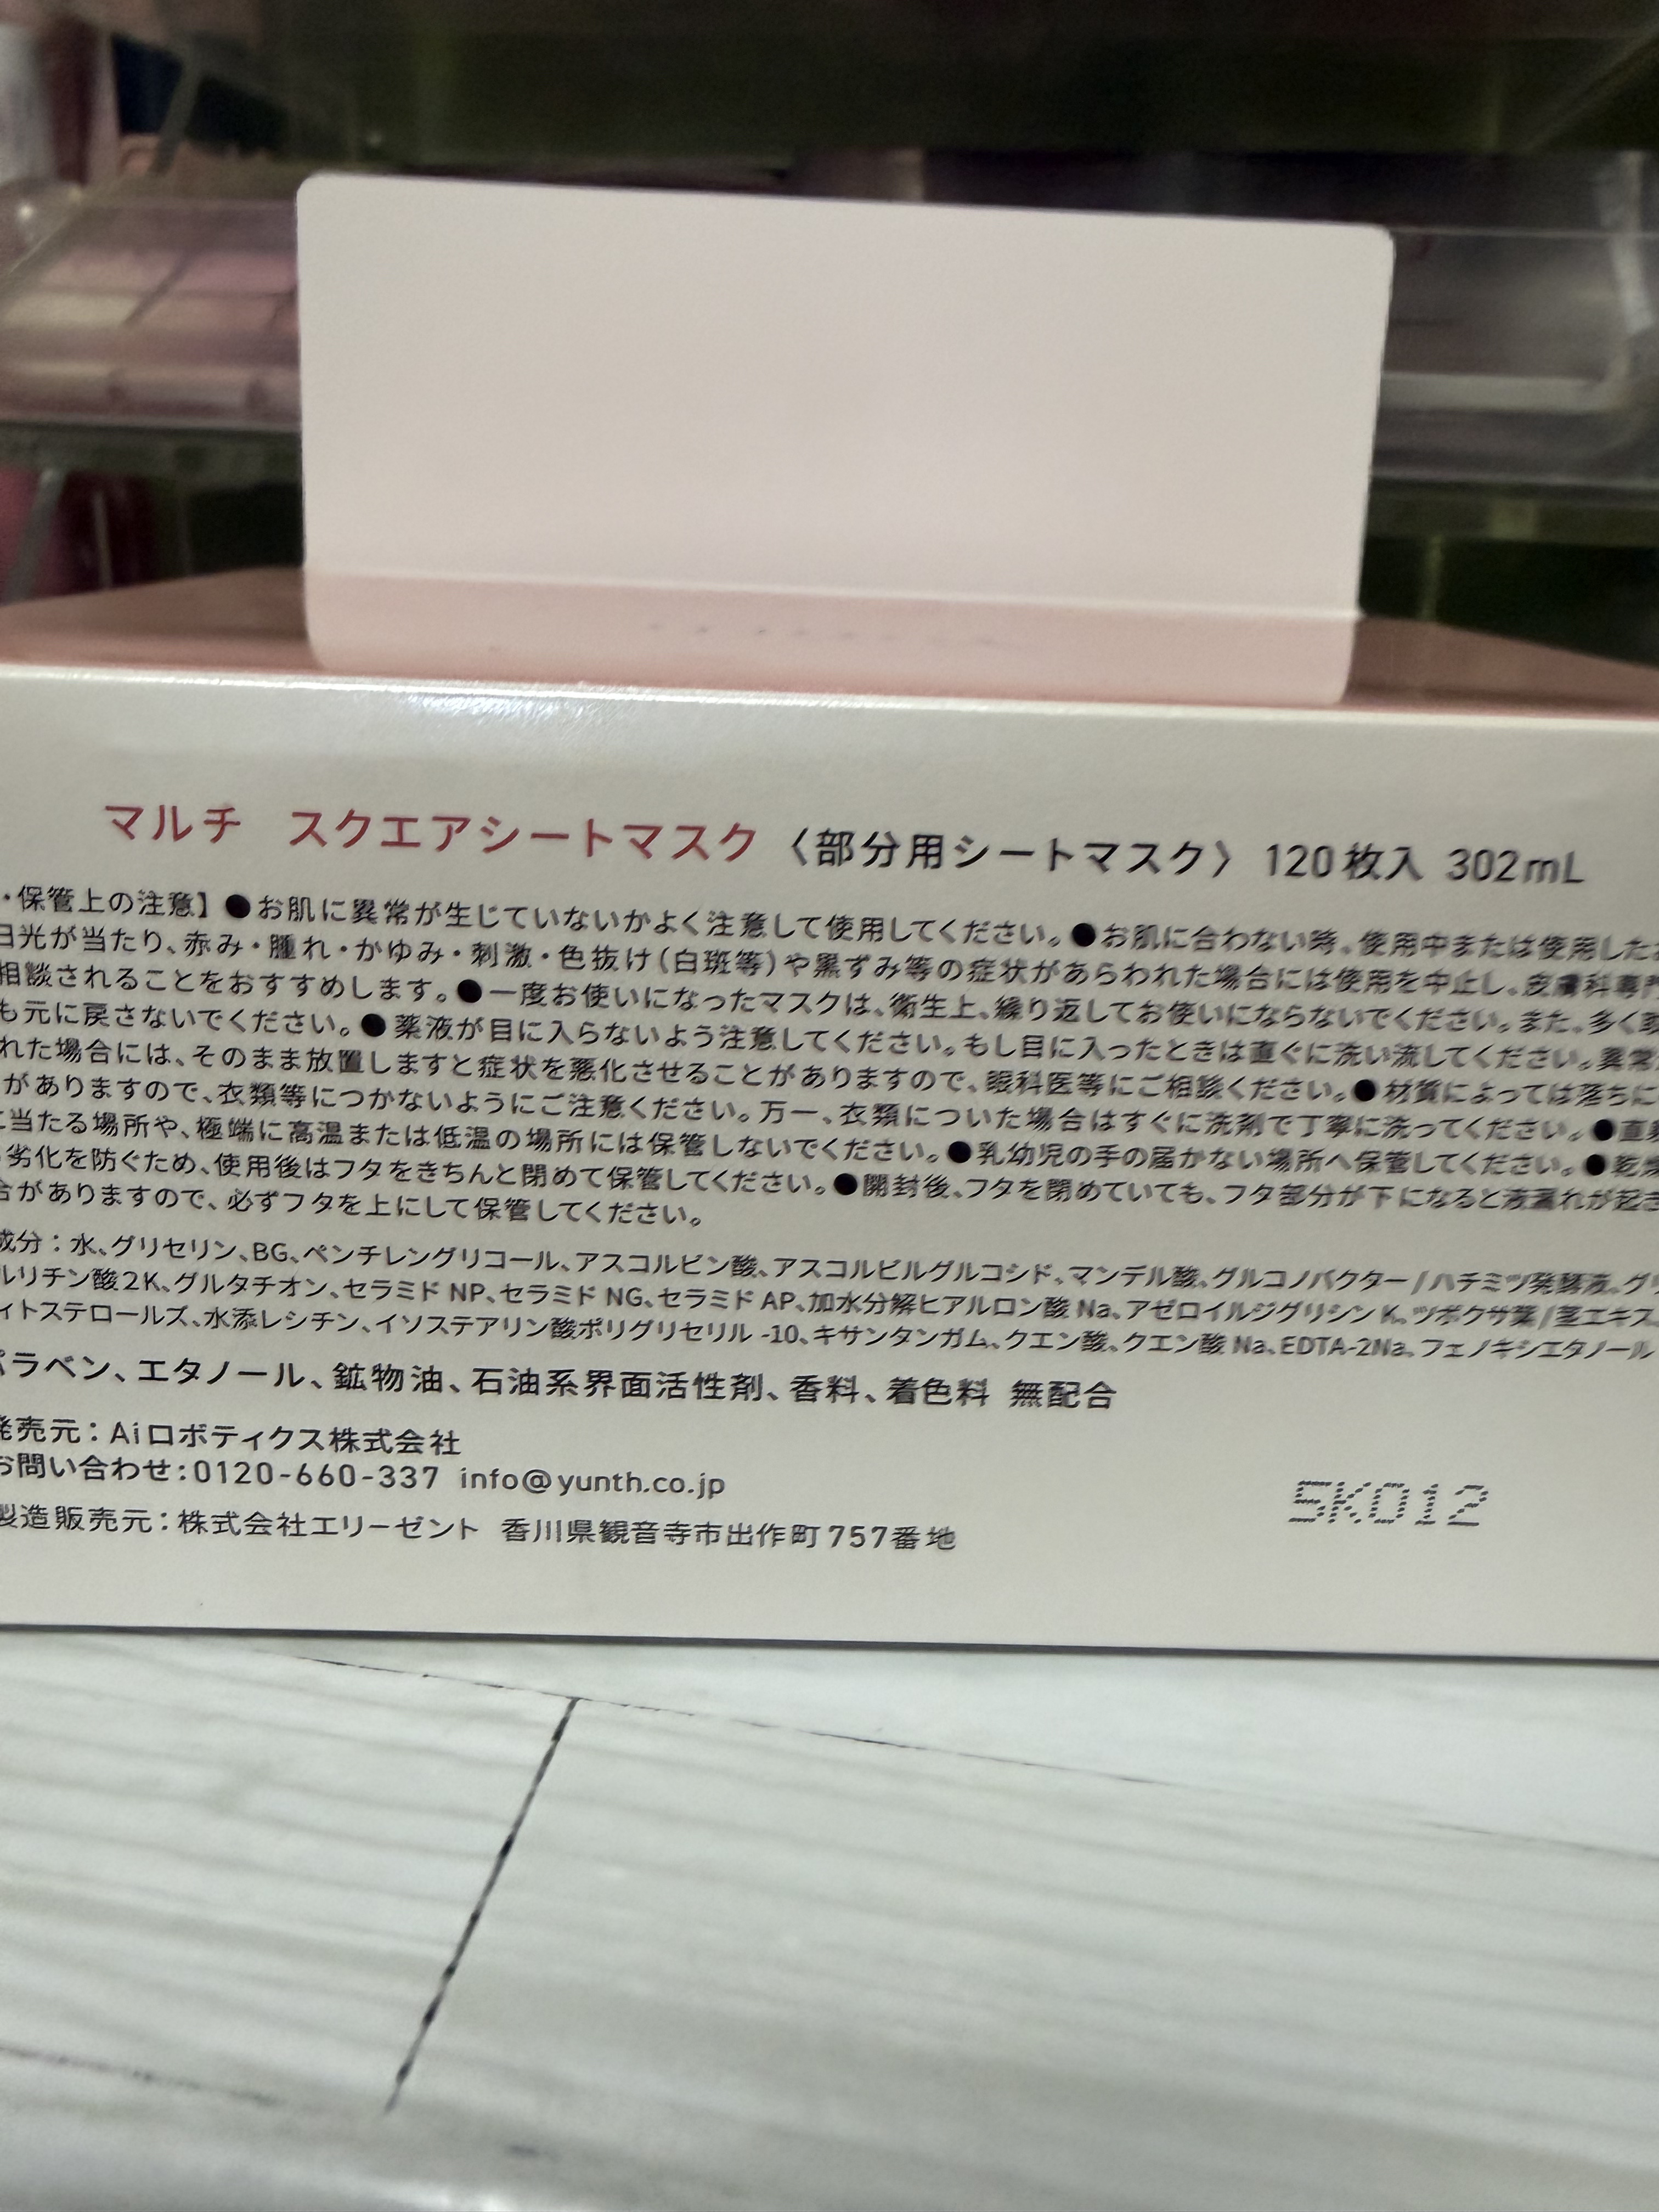 マルチ スクエアシートマスク〈部分用シートマスク〉120枚入 302mL
・保管上の注意】●お肌に異常が生じていないかよく注意して使用してください。●お肌に合わない時、使用中または使用した
日光が当たり、赤み・腫れ・かゆみ・刺激・色抜け(白斑等)や黒ずみ等の症状があらわれた場合には使用を中止し、皮膚科専門
相談されることをおすすめします。●一度お使いになったマスクは、衛生上、繰り返してお使いにならないでください。また、多く
も元に戻さないでください。●薬液が目に入らないよう注意してください。もし目に入ったときは直ぐに洗い流してください。異常
れた場合には、そのまま放置しますと症状を悪化させることがありますので、眼科医等にご相談ください。●材質によっては落ちに
がありますので、衣類等につかないようにご注意ください。万一、衣類についた場合はすぐに洗剤で丁寧に洗ってください。●直
に当たる場所や、極端に高温または低温の場所には保管しないでください。●乳幼児の手の届かない場所へ保管してください。●乾燥
劣化を防ぐため、使用後はフタをきちんと閉めて保管してください。●開封後、フタを閉めていても、フタ部分が下になると液漏れが起き
合がありますので、必ずフタを上にして保管してください。
成分：水、グリセリン、BG、ペンチレングリコール、アスコルビン酸、アスコルビルグルコシド、マンデル酸、グルコノバクター/ハチミツ発酵液、グリ
ルリチン酸2K、グルタチオン、セラミドNP、セラミドNG、セラミドAP、加水分解ヒアルロン酸Na、アゼロイルジグリシンK、ツボクサ葉/茎エキス、
ィトステロールズ、水添レシチン、イソステアリン酸ポリグリセリル-10、キサンタンガム、クエン酸、クエン酸Na、EDTA-2Na、フェノキシエタノール
パラベン、エタノール、鉱物油、石油系界面活性剤、香料、着色料 無配合
発売元：Aiロボティクス株式会社
お問い合わせ：0120-660-337 info@yunth.co.jp
製造販売元：株式会社エリーゼント 香川県観音寺市出作町757番地
5K012